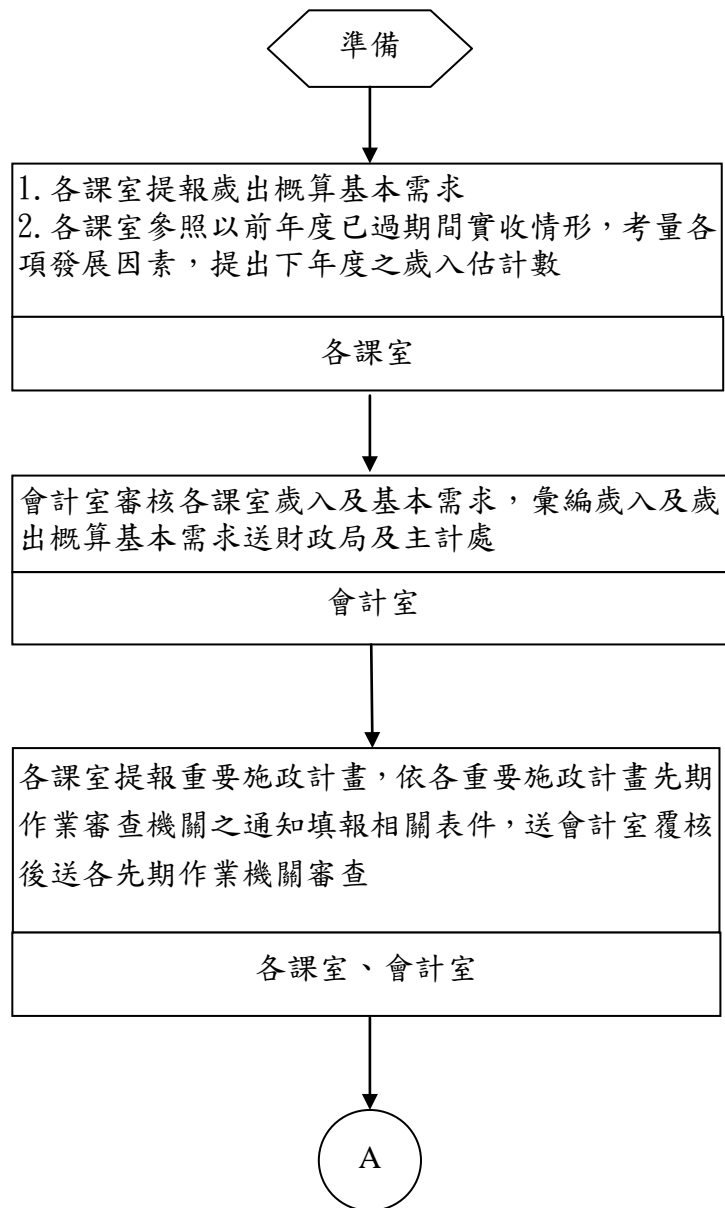 準備
1.各課室提報歲出概算基本需求
2.各課室參照以前年度已過期間實收情形，考量各
項發展因素，提出下年度之歲入估計數
各課室
會計室審核各課室歲入及基本需求，彙編歲入及歲
出概算基本需求送財政局及主計處
會計室
各課室提報重要施政計畫，依各重要施政計畫先期
作業審查機關之通知填報相關表件，送會計室覆核
後送各先期作業機關審查
各課室、會計室
A